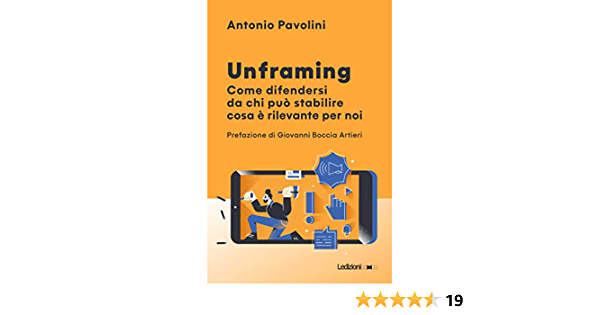 Antonio Pavolini
Unframing
Come difendersi
da chi può stabilire
cosa è rilevante per noi
Prefazione di Giovanni Boccia Artieri
Ledizioni
19